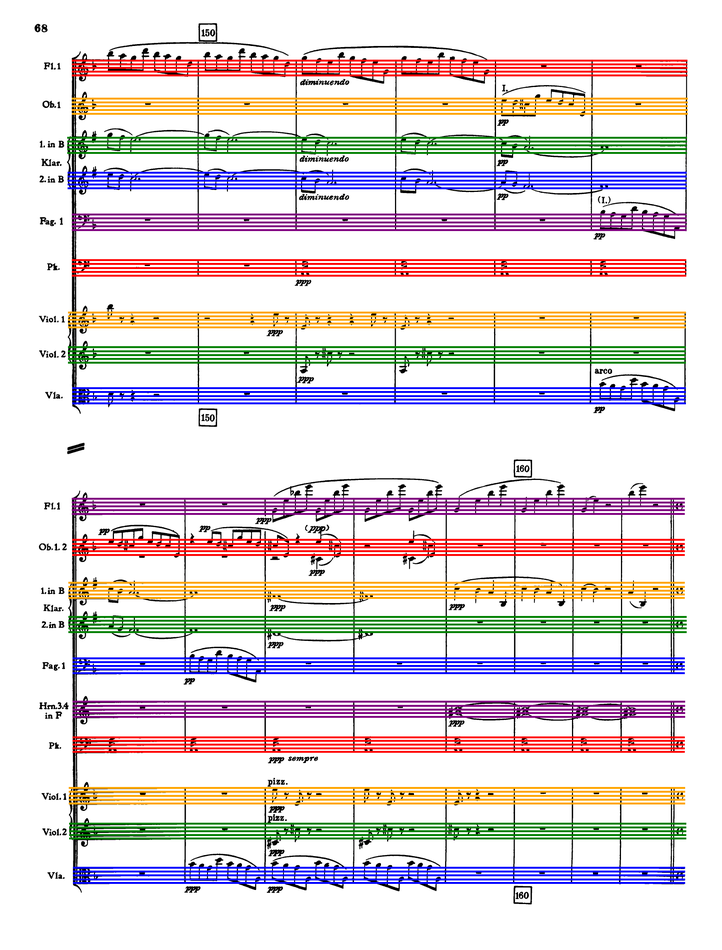 68
150
Fl.1
diminuendo
I.
Ob.1
pp
1. in B
diminuendo
pp
Klar.
2. in B
diminuendo
pp
(I.)
Fag. 1
pp
Pk.
ppp
Viol. 1
ppp
Viol. 2
ppp
arco
Vla.
pp
150
160
Fl.1
ppp
pp
pp
(ppp)
Ob.1.2
ppp
1. in B
ppp
Klar.
2. in B
ppp
Fag.1
pp
Hrn.3.4
in F
ppp
Pk.
ppp sempre
pizz.
Viol. 1
ppp
pizz.
Viol. 2
ppp
Vla.
ppp
ppp
160